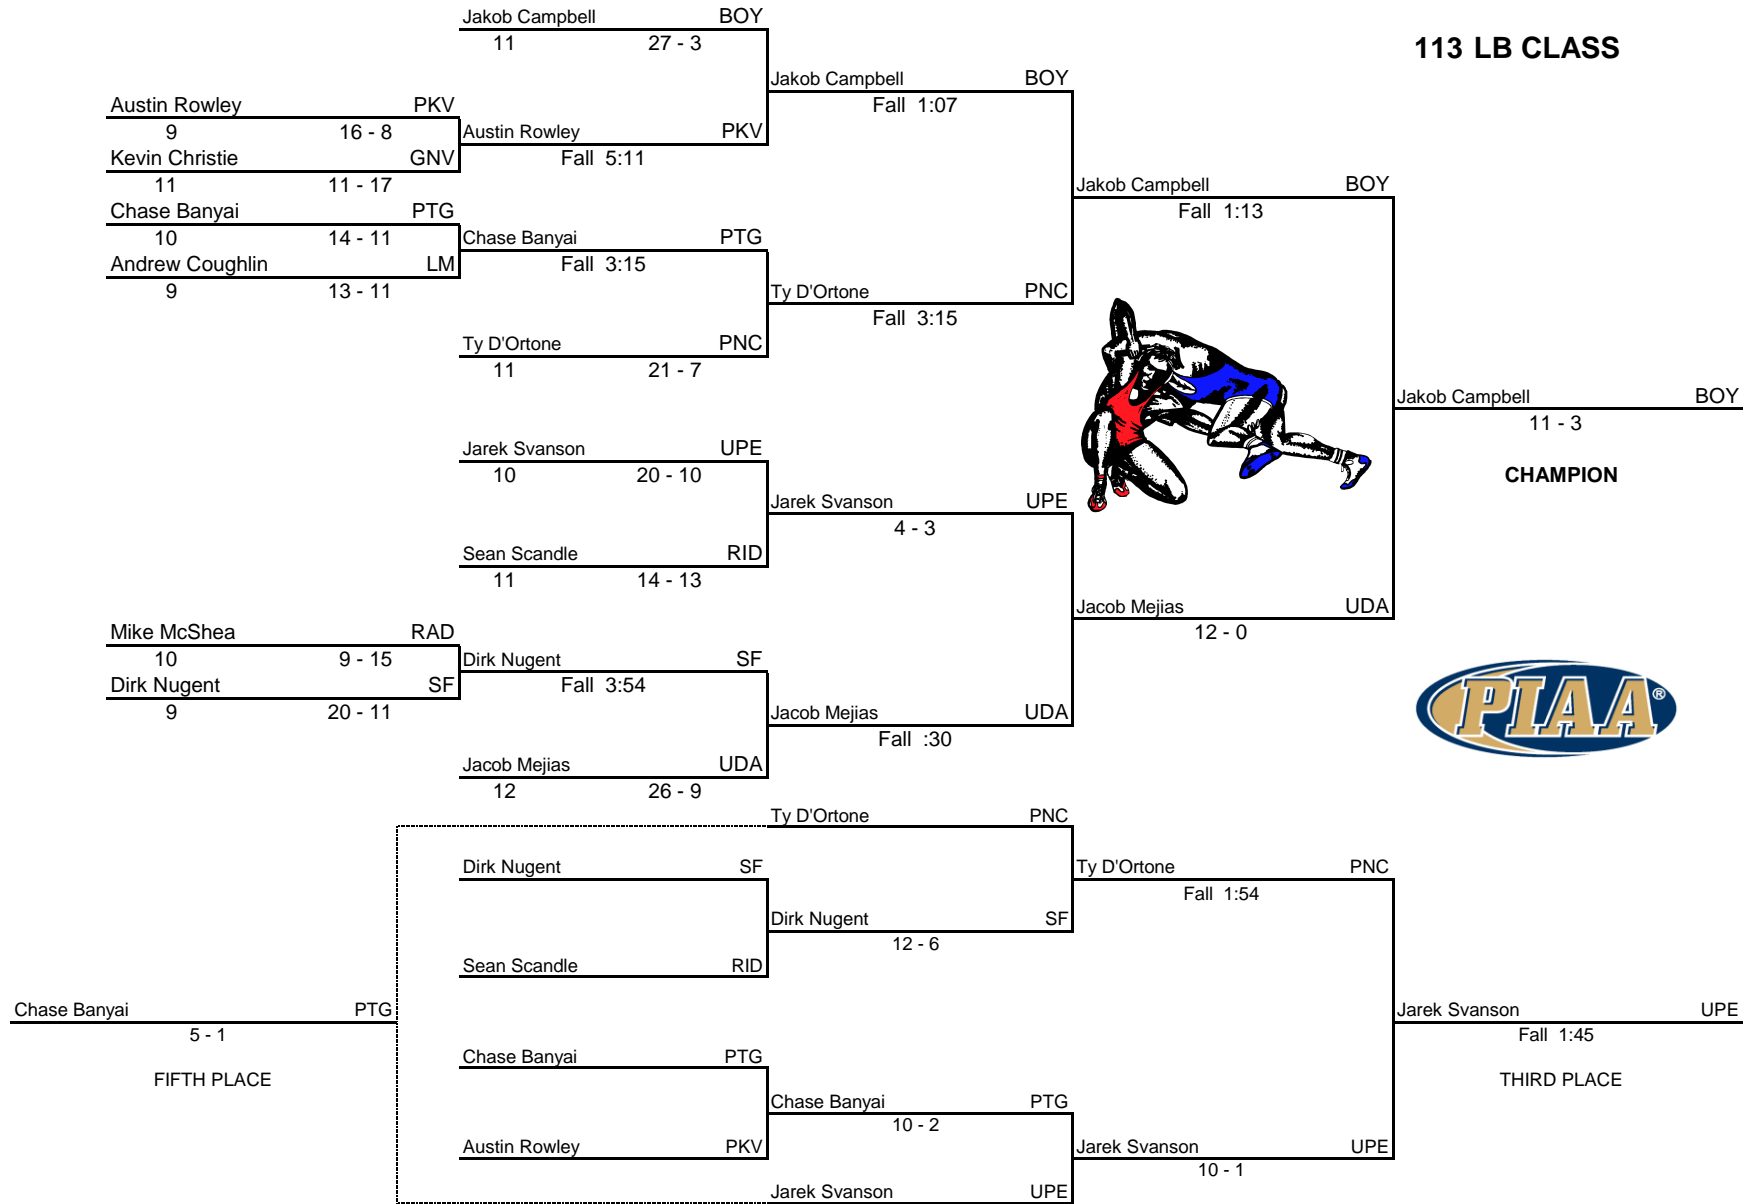 113 LB CLASS
Jakob Campbell BOY
11 27 - 3
Jakob Campbell BOY
Fall 1:07
Austin Rowley PKV
9 16 - 8
Austin Rowley PKV
Fall 5:11
Kevin Christie GNV
11 11 - 17
Jakob Campbell BOY
Fall 1:13
Chase Banyai PTG
10 14 - 11
Chase Banyai PTG
Fall 3:15
Andrew Coughlin LM
9 13 - 11
Ty D'Ortone PNC
Fall 3:15
Ty D'Ortone PNC
11 21 - 7
Jakob Campbell BOY
11 - 3
CHAMPION
Jarek Svanson UPE
10 20 - 10
Jarek Svanson UPE
4 - 3
Sean Scandle RID
11 14 - 13
Jacob Mejias UDA
12 - 0
Mike McShea RAD
10 9 - 15
Dirk Nugent SF
Fall 3:54
Dirk Nugent SF
9 20 - 11
Jacob Mejias UDA
Fall :30
PIAA®
Jacob Mejias UDA
12 26 - 9
Ty D'Ortone PNC
Dirk Nugent SF
Ty D'Ortone PNC
Fall 1:54
Dirk Nugent SF
12 - 6
Sean Scandle RID
Chase Banyai PTG
5 - 1
FIFTH PLACE
Jarek Svanson UPE
Fall 1:45
THIRD PLACE
Chase Banyai PTG
Chase Banyai PTG
10 - 2
Austin Rowley PKV
Jarek Svanson UPE
10 - 1
Jarek Svanson UPE